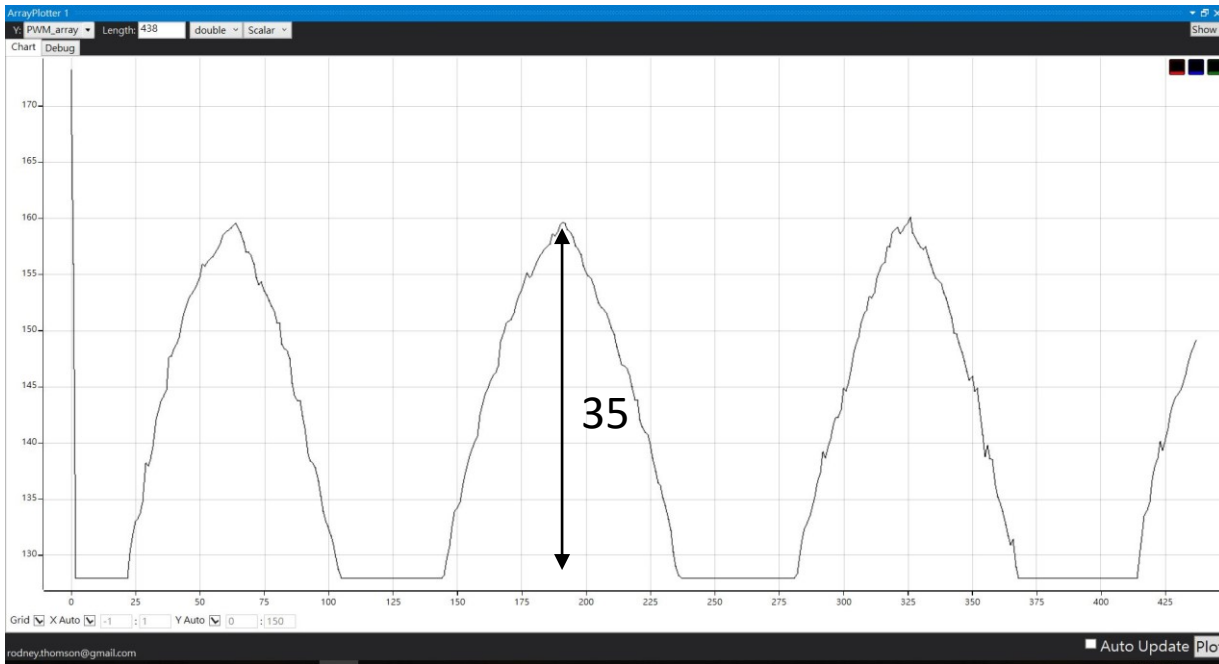 ArrayPlotter 1
Y: PWM_array Length: 438 double Scalar Show
Chart Debug
170
165
160
155
150
145
140
135
130
35
0 25 50 75 100 125 150 175 200 225 250 275 300 325 350 375 400 425
Grid X Auto -1 : 1 Y Auto 0 : 150
rodney.thomson@gmail.com Auto Update Plo